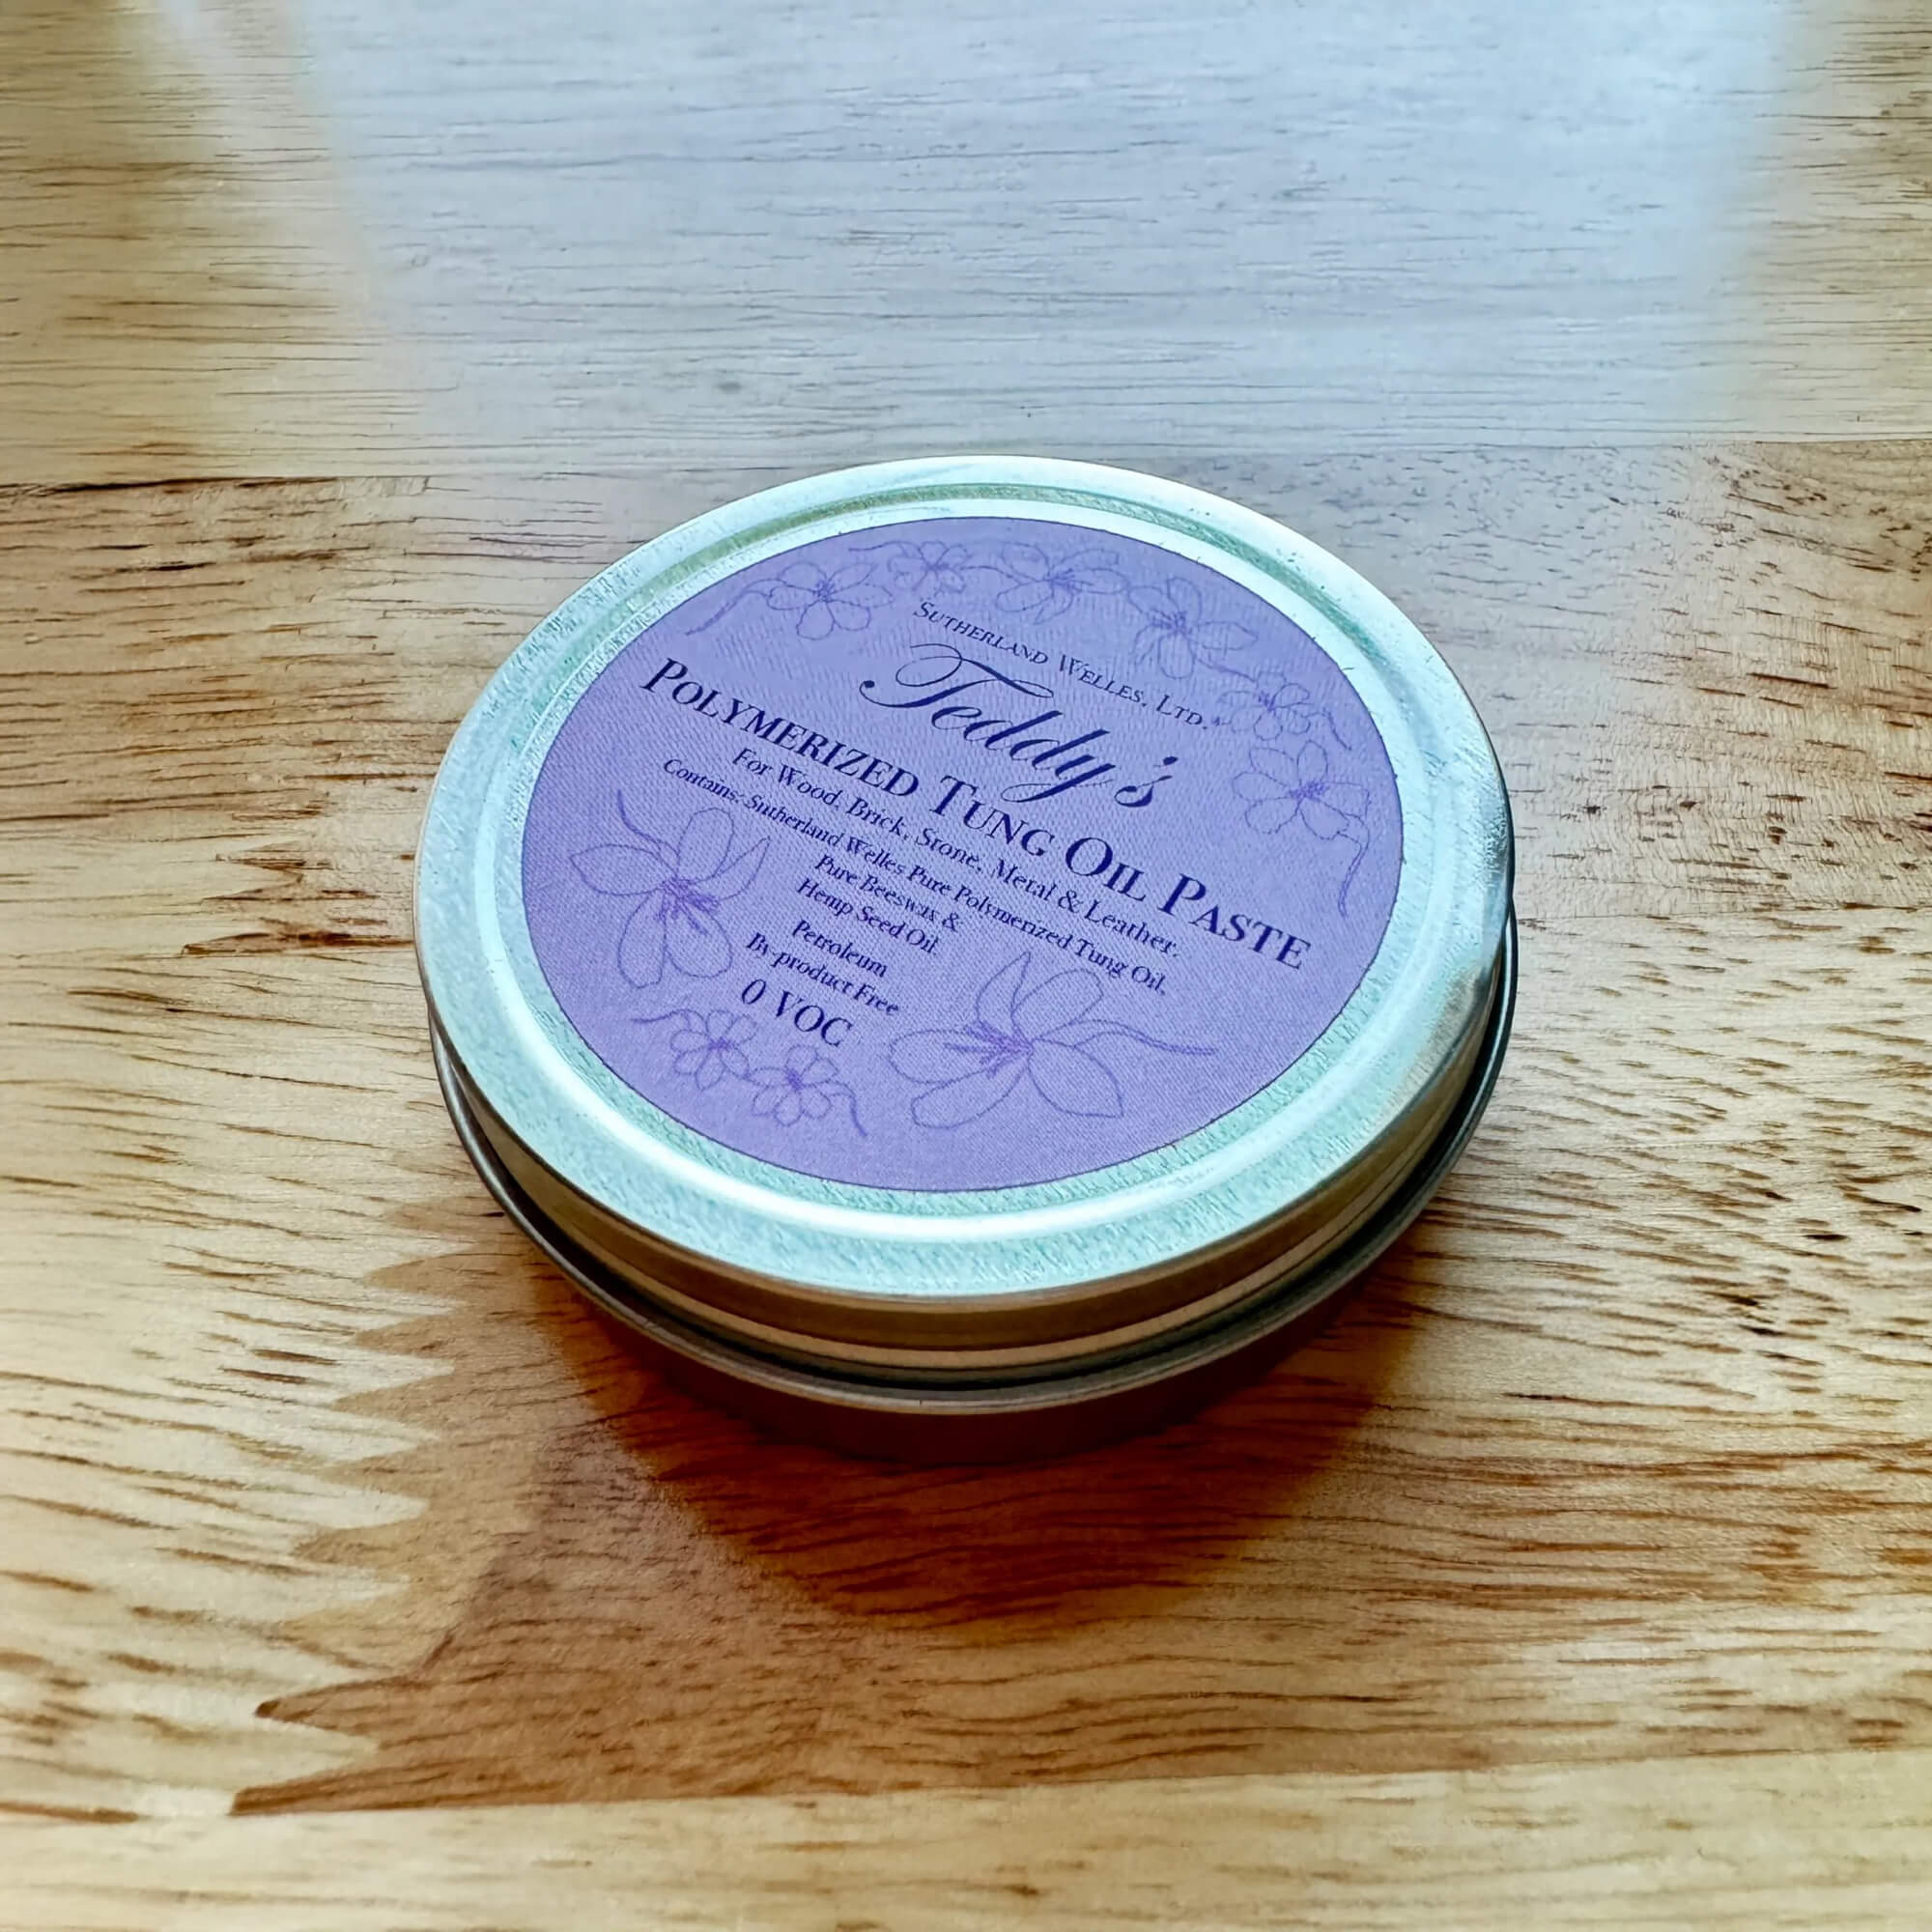 Sutherland Welles, Ltd.®
Teddy's
Polymerized Tung Oil Paste
For Wood, Brick, Stone, Metal & Leather.
Contains: Sutherland Welles Pure Polymerized Tung Oil,
Pure Beeswax &
Hemp Seed Oil.
Petroleum
By-product Free
0 VOC